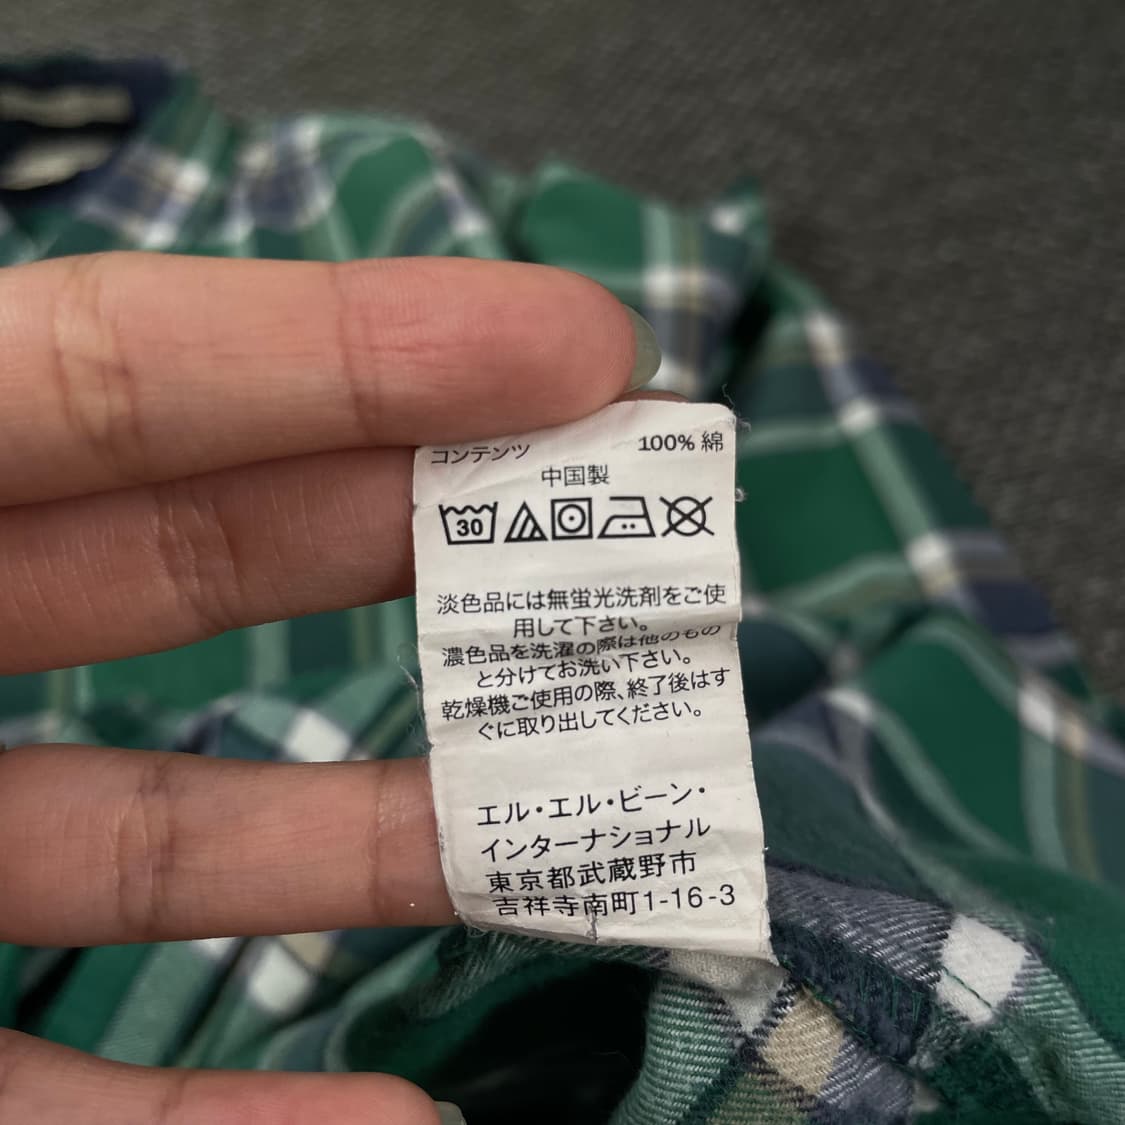 コンテンツ 100% 綿
中国製
30
淡色品には無蛍光洗剤をご使
用して下さい。
濃色品を洗濯の際は他のもの
と分けてお洗い下さい。
乾燥機ご使用の際、終了後はす
ぐに取り出してください。
エル・エル・ビーン・
インターナショナル
東京都武蔵野市
吉祥寺南町1-16-3